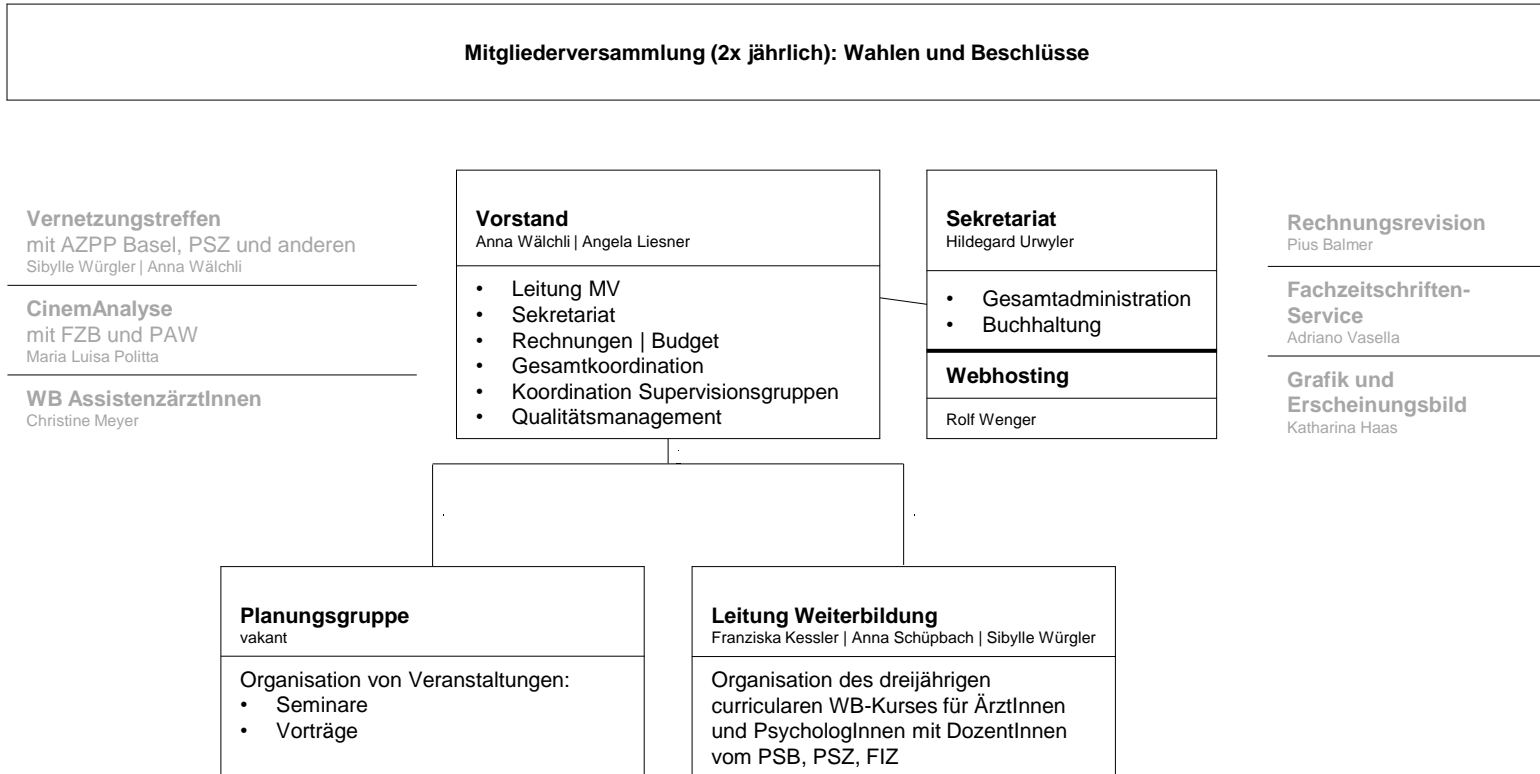 Mitgliederversammlung (2x jährlich): Wahlen und Beschlüsse
Vernetzungstreffen
mit AZPP Basel, PSZ und anderen
Sibylle Würgler | Anna Wälchli
CinemAnalyse
mit FZB und PAW
Maria Luisa Politta
WB AssistenzärztInnen
Christine Meyer
Vorstand
Anna Wälchli | Angela Liesner
• Leitung MV
• Sekretariat
• Rechnungen | Budget
• Gesamtkoordination
• Koordination Supervisionsgruppen
• Qualitätsmanagement
Sekretariat
Hildegard Urwyler
• Gesamtadministration
• Buchhaltung
Webhosting
Rolf Wenger
Rechnungsrevision
Pius Balmer
Fachzeitschriften-
Service
Adriano Vasella
Grafik und
Erscheinungsbild
Katharina Haas
Planungsgruppe
vakant
Organisation von Veranstaltungen:
• Seminare
• Vorträge
Leitung Weiterbildung
Franziska Kessler | Anna Schüpbach | Sibylle Würgler
Organisation des dreijährigen
curricularen WB-Kurses für ÄrztInnen
und PsychologInnen mit DozentInnen
vom PSB, PSZ, FIZ